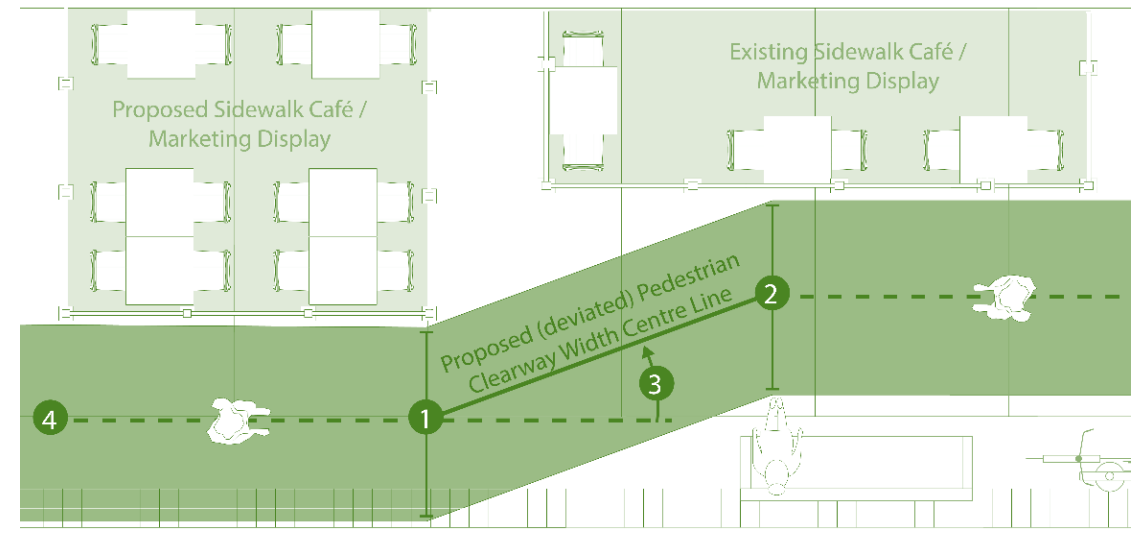 Existing Sidewalk Café /
Marketing Display
Proposed Sidewalk Café /
Marketing Display
Proposed (deviated) Pedestrian
Clearway Width Centre Line
2
3
1
4